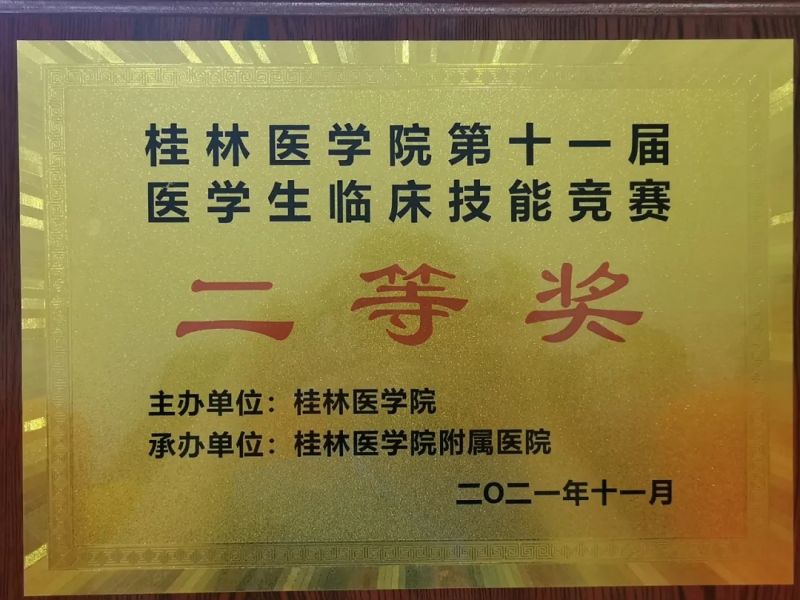 桂林医学院第十一届
医学生临床技能竞赛
二等奖
主办单位：桂林医学院
承办单位：桂林医学院附属医院
二〇二一年十一月